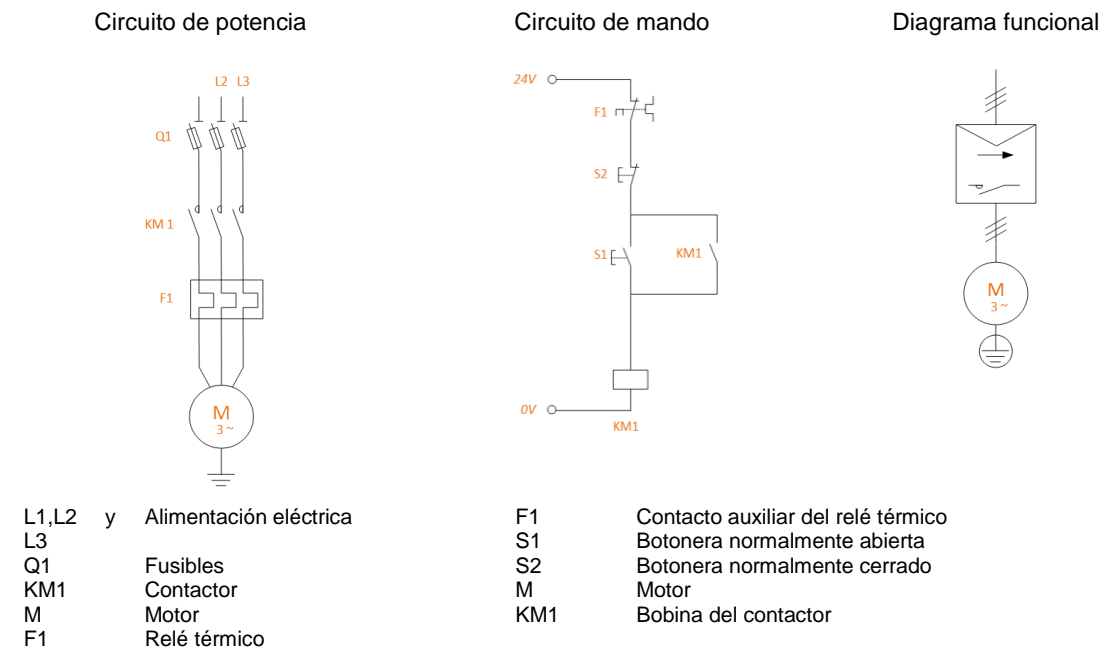 Circuito de potencia
Circuito de mando
Diagrama funcional
L2 L3
Q1
KM 1
F1
M
3 ~
24V
F1
S2
S1
KM1
0V
KM1
M
3 ~
L1,L2 y Alimentación eléctrica
L3
Q1 Fusibles
KM1 Contactor
M Motor
F1 Relé térmico
F1 Contacto auxiliar del relé térmico
S1 Botonera normalmente abierta
S2 Botonera normalmente cerrado
M Motor
KM1 Bobina del contactor